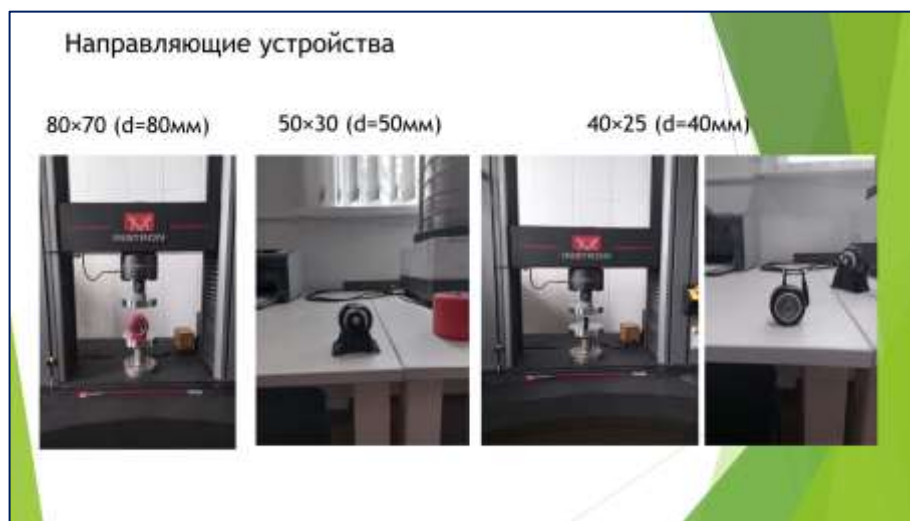 Направляющие устройства
80×70 (d=80мм)
50×30 (d=50мм)
40×25 (d=40мм)
INSTRON
INSTRON